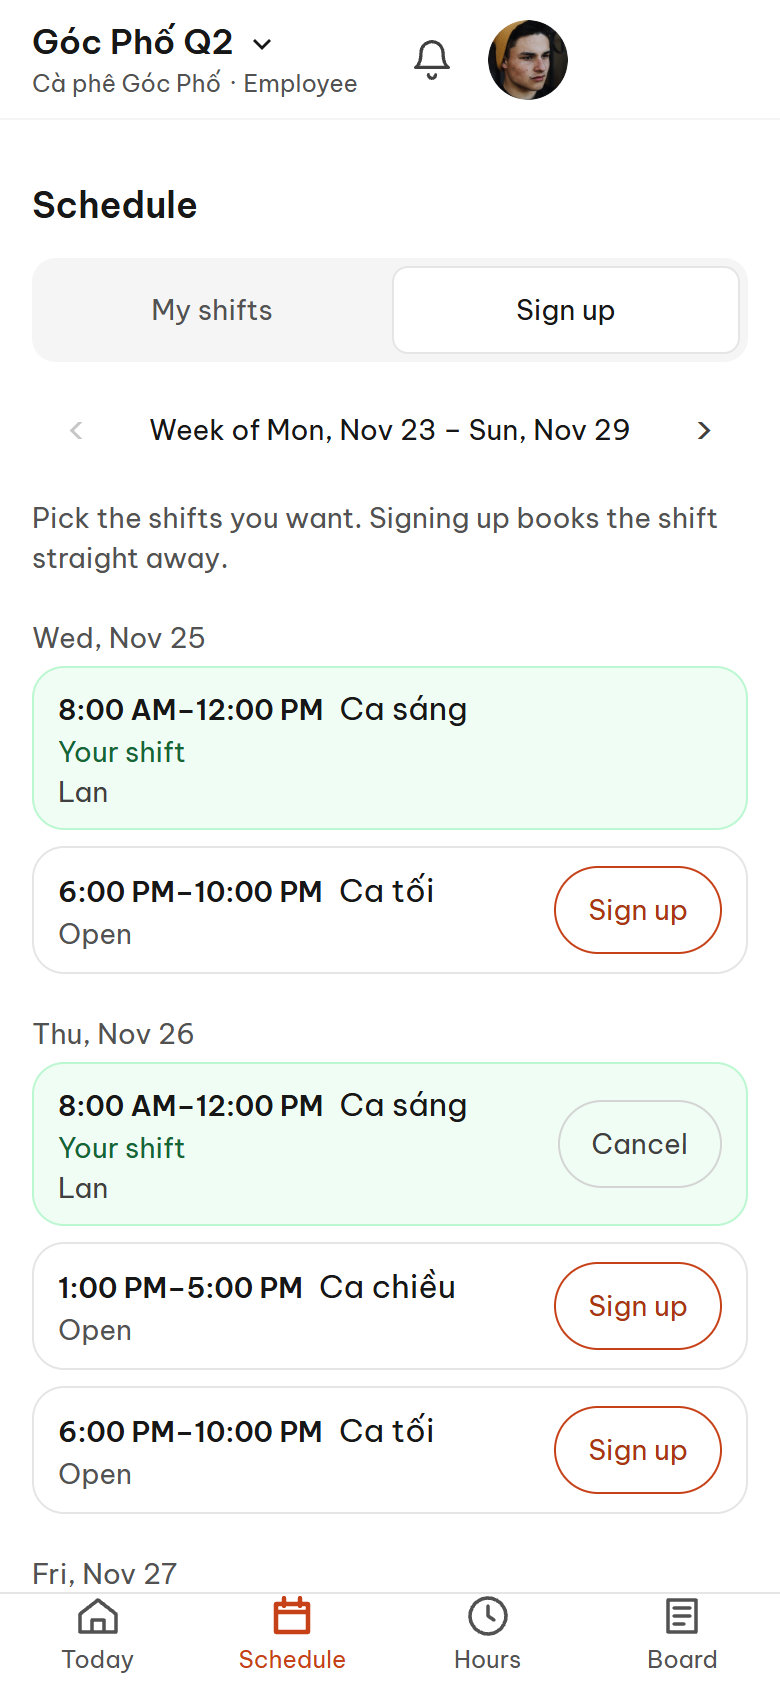 Góc Phố Q2
Cà phê Góc Phố · Employee
Schedule
My shifts
Sign up
Week of Mon, Nov 23 – Sun, Nov 29
Pick the shifts you want. Signing up books the shift
straight away.
Wed, Nov 25
8:00 AM–12:00 PM Ca sáng
Your shift
Lan
6:00 PM–10:00 PM Ca tối
Open
Sign up
Thu, Nov 26
8:00 AM–12:00 PM Ca sáng
Your shift
Lan
Cancel
1:00 PM–5:00 PM Ca chiều
Open
Sign up
6:00 PM–10:00 PM Ca tối
Open
Sign up
Fri, Nov 27
Today
Schedule
Hours
Board